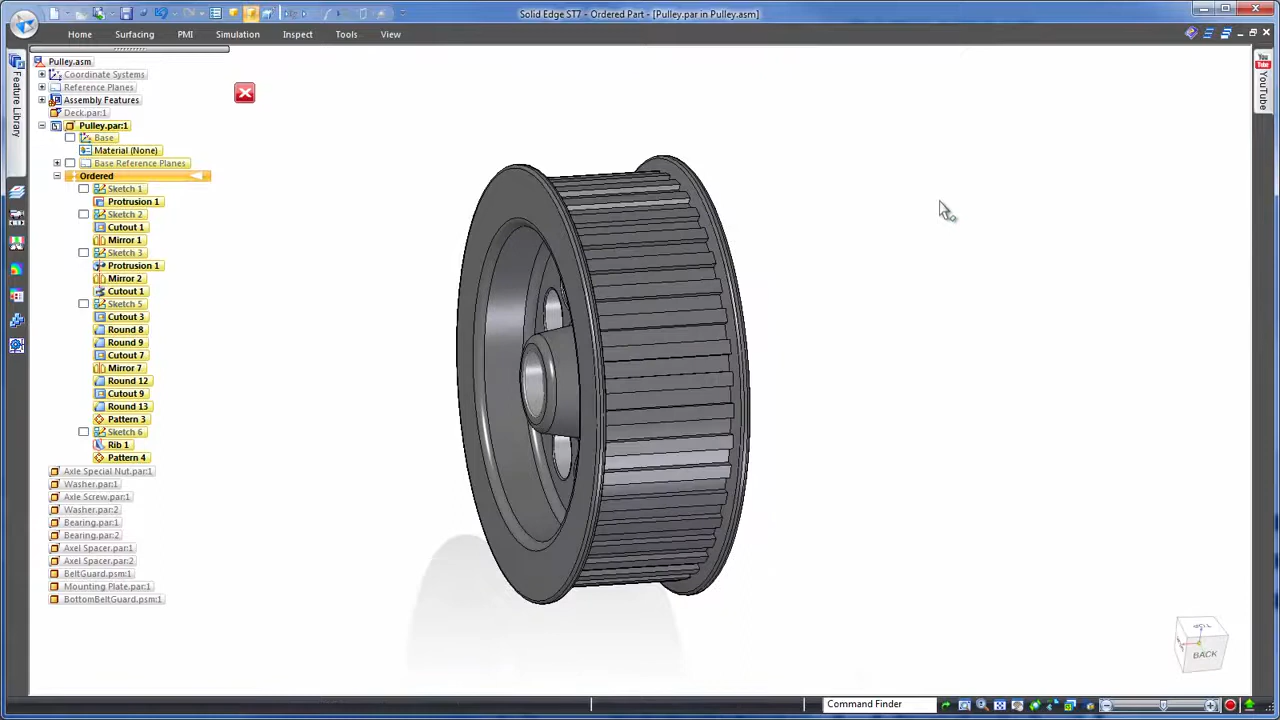 Solid Edge ST7 - Ordered Part - [Pulley.par in Pulley.asm]
Home Surfacing PMI Simulation Inspect Tools View
Pulley.asm
Coordinate Systems
Reference Planes
Assembly Features
Deck.par:1
Pulley.par:1
Base
Material (None)
Base Reference Planes
Ordered
Sketch 1
Protrusion 1
Sketch 2
Cutout 1
Mirror 1
Sketch 3
Protrusion 1
Mirror 2
Cutout 1
Sketch 5
Cutout 3
Round 8
Round 9
Cutout 7
Mirror 7
Round 12
Cutout 9
Round 13
Pattern 3
Sketch 6
Rib 1
Pattern 4
Axle Special Nut.par:1
Washer.par:1
Axle Screw.par:1
Washer.par:2
Bearing.par:1
Bearing.par:2
Axel Spacer.par:1
Axel Spacer.par:2
BeltGuard.psm:1
Mounting Plate.par:1
BottomBeltGuard.psm:1
Feature Library
You Tube
YouTube
TOP
BACK
Command Finder